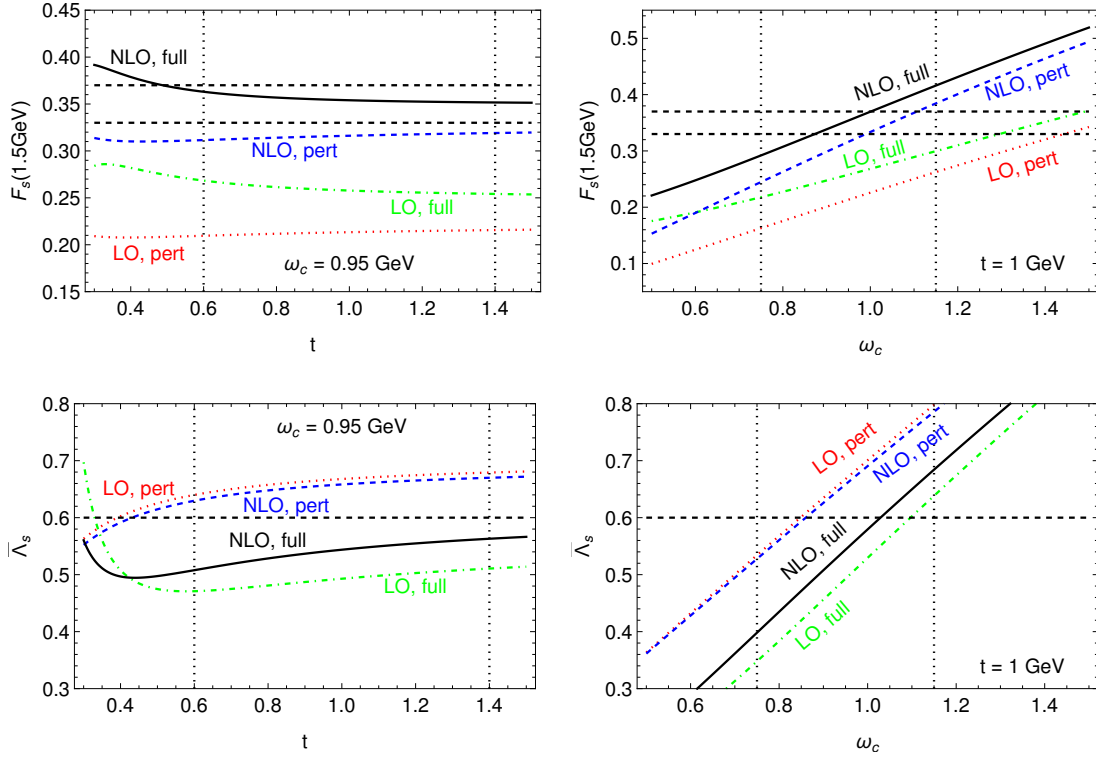 0.45
0.40
0.35
0.30
0.25
0.20
0.15
F_s(1.5GeV)
NLO, full
NLO, pert
LO, full
LO, pert
ω_c = 0.95 GeV
0.4 0.6 0.8 1.0 1.2 1.4
t
0.5
0.4
0.3
0.2
0.1
F_s(1.5GeV)
NLO, full
NLO, pert
LO, full
LO, pert
t = 1 GeV
0.6 0.8 1.0 1.2 1.4
ω_c
0.8
0.7
0.6
0.5
0.4
0.3
Λ̅_s
ω_c = 0.95 GeV
LO, pert
NLO, pert
NLO, full
LO, full
0.4 0.6 0.8 1.0 1.2 1.4
t
0.8
0.7
0.6
0.5
0.4
0.3
Λ̅_s
LO, pert
NLO, pert
NLO, full
LO, full
t = 1 GeV
0.6 0.8 1.0 1.2 1.4
ω_c